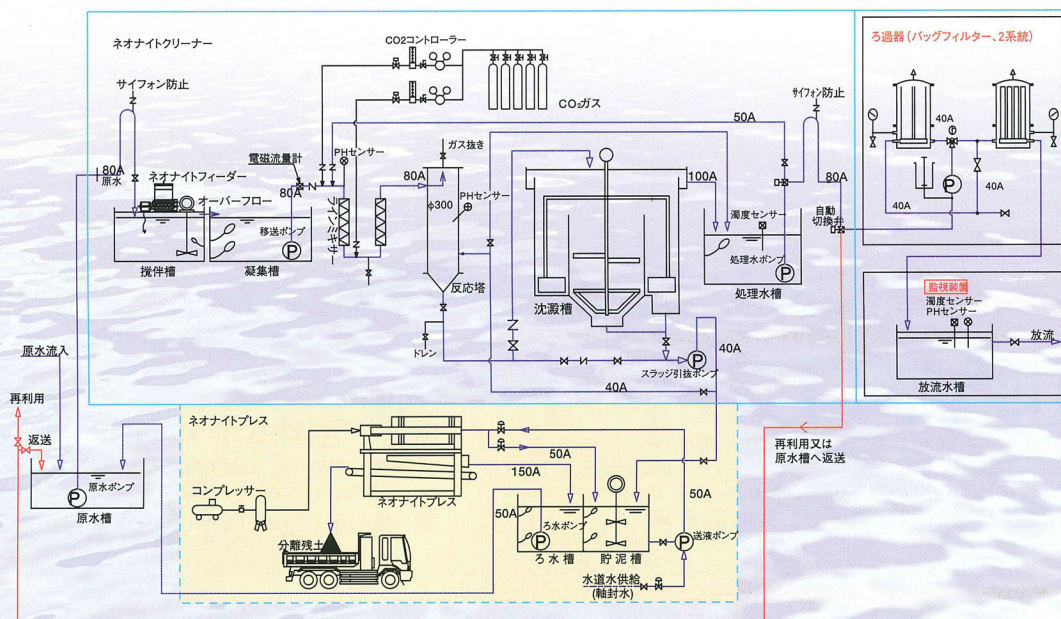 ネオナイトクリーナー
サイフォン防止
80A
原水
ネオナイトフィーダー
オーバーフロー
撹伴槽
凝集槽
移送ポンプ
P
電磁流量計
80A
PHセンサー
ラインミキサー
CO2コントローラー
CO₂ガス
ガス抜き
80A
φ300
PHセンサー
反応塔
ドレン
沈澱槽
100A
50A
濁度センサー
処理水ポンプ
P
処理水槽
サイフォン防止
80A
自動
切換弁
P
スラッジ引抜ポンプ
40A
40A
ろ過器(バッグフィルター、2系統)
40A
40A
40A
P
監視装置
濁度センサー
PHセンサー
放流
放流水槽
原水流入
再利用
返送
原水ポンプ
P
原水槽
ネオナイトプレス
コンプレッサー
ネオナイトプレス
分離残土
50A
150A
50A
ろ水ポンプ
P
ろ水槽
貯泥槽
50A
P
送液ポンプ
水道水供給
(軸封水)
再利用又は
原水槽へ返送